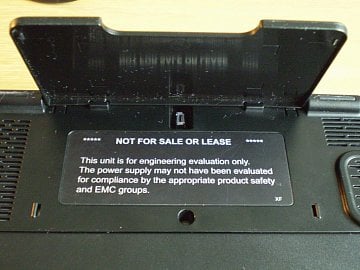 ***** NOT FOR SALE OR LEASE *****
This unit is for engineering evaluation only.
The power supply may not have been evaluated
for compliance by the appropriate product safety
and EMC groups.
XF